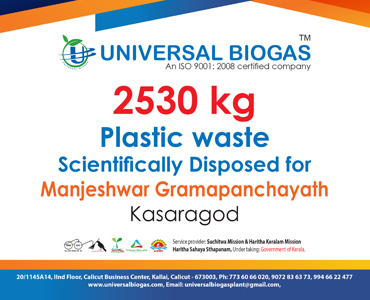 UNIVERSAL BIOGAS TM
An ISO 9001: 2008 certified company
2530 kg
Plastic waste
Scientifically Disposed for
Manjeshwar Gramapanchayath
Kasaragod
Service provider: Suchitwa Mission & Haritha Keralam Mission
Haritha Sahaya Sthapanam, Under taking: Government of Kerala.
20/1145A14, IInd Floor, Calicut Business Center, Kallai, Calicut - 673003, Ph: 773 60 66 020, 9072 83 63 73, 994 66 22 477
www.universalbiogas.com, Email: universalbiogasplant@gmail.com,